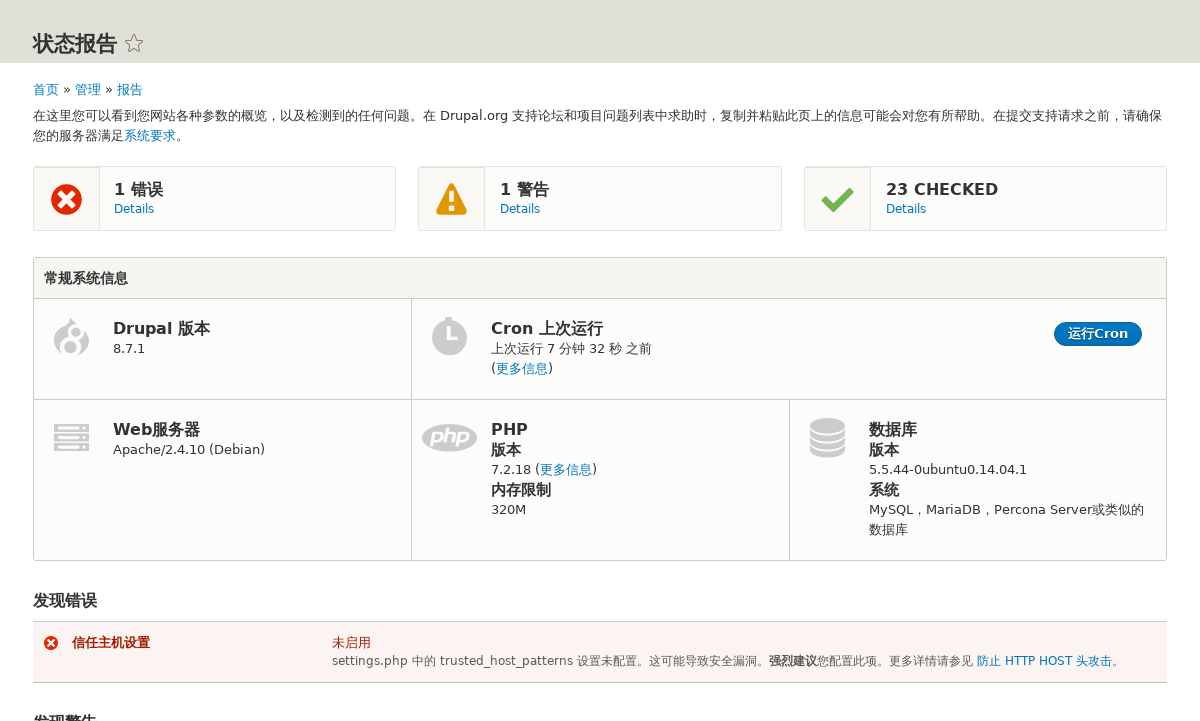 状态报告
首页 » 管理 » 报告
在这里您可以看到您网站各种参数的概览，以及检测到的任何问题。在 Drupal.org 支持论坛和项目问题列表中求助时，复制并粘贴此页上的信息可能会对您有所帮助。在提交支持请求之前，请确保
您的服务器满足系统要求。
1 错误
Details
1 警告
Details
23 CHECKED
Details
常规系统信息
Drupal 版本
8.7.1
Cron 上次运行
上次运行 7 分钟 32 秒 之前
(更多信息)
运行Cron
Web服务器
Apache/2.4.10 (Debian)
php
PHP
版本
7.2.18 (更多信息)
内存限制
320M
数据库
版本
5.5.44-0ubuntu0.14.04.1
系统
MySQL，MariaDB，Percona Server或类似的
数据库
发现错误
信任主机设置
未启用
settings.php 中的 trusted_host_patterns 设置未配置。这可能导致安全漏洞。强烈建议您配置此项。更多详情请参见 防止 HTTP HOST 头攻击。
发现警告